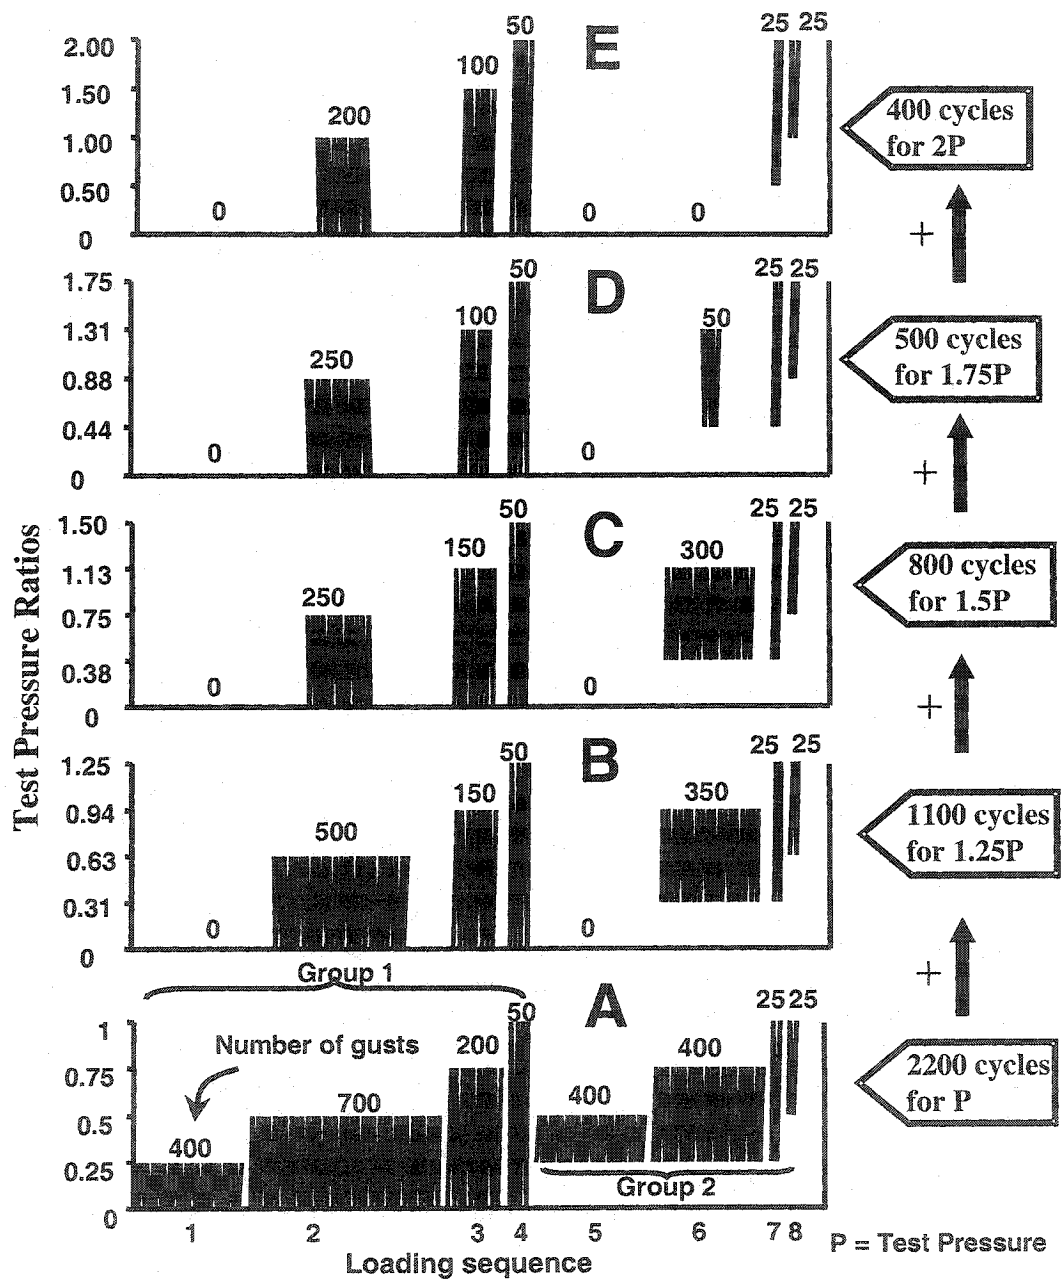 50
25 25
2.00
E
100
1.50
400 cycles
for 2P
200
1.00
0.50
0
0
0
0
+
50
25 25
1.75
D
50
100
1.31
500 cycles
for 1.75P
250
0.88
0.44
0
0
0
+
50
25 25
1.50
C
150
300
1.13
800 cycles
for 1.5P
250
0.75
0.38
0
0
0
+
Test Pressure Ratios
50
25 25
1.25
B
150
350
0.94
1100 cycles
for 1.25P
500
0.63
0.31
0
0
0
Group 1
+
50
25 25
1
A
Number of gusts
200
400
0.75
2200 cycles
for P
700
400
0.5
400
0.25
Group 2
0
1 2 3 4 5 6 7 8
Loading sequence
P = Test Pressure